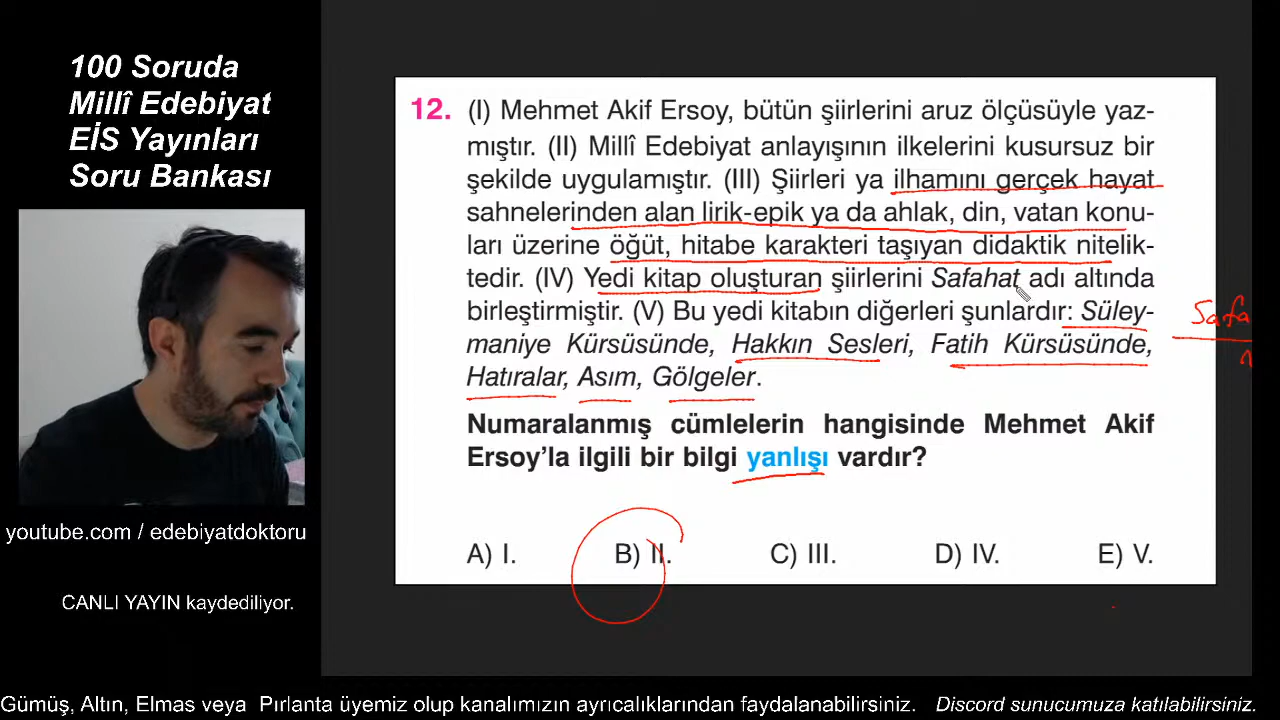 100 Soruda
Millî Edebiyat
EİS Yayınları
Soru Bankası
youtube.com / edebiyatdoktoru
CANLI YAYIN kaydediliyor.
12. (I) Mehmet Akif Ersoy, bütün şiirlerini aruz ölçüsüyle yaz-
mıştır. (II) Millî Edebiyat anlayışının ilkelerini kusursuz bir
şekilde uygulamıştır. (III) Şiirleri ya ilhamını gerçek hayat
sahnelerinden alan lirik-epik ya da ahlak, din, vatan konu-
ları üzerine öğüt, hitabe karakteri taşıyan didaktik nitelik-
tedir. (IV) Yedi kitap oluşturan şiirlerini Safahat adı altında
birleştirmiştir. (V) Bu yedi kitabın diğerleri şunlardır: Süley-
maniye Kürsüsünde, Hakkın Sesleri, Fatih Kürsüsünde,
Hatıralar, Asım, Gölgeler.
Safa
Numaralanmış cümlelerin hangisinde Mehmet Akif
Ersoy'la ilgili bir bilgi yanlışı vardır?
A) I. B) II. C) III. D) IV. E) V.
Gümüş, Altın, Elmas veya Pırlanta üyemiz olup kanalımızın ayrıcalıklarından faydalanabilirsiniz. Discord sunucumuza katılabilirsiniz.